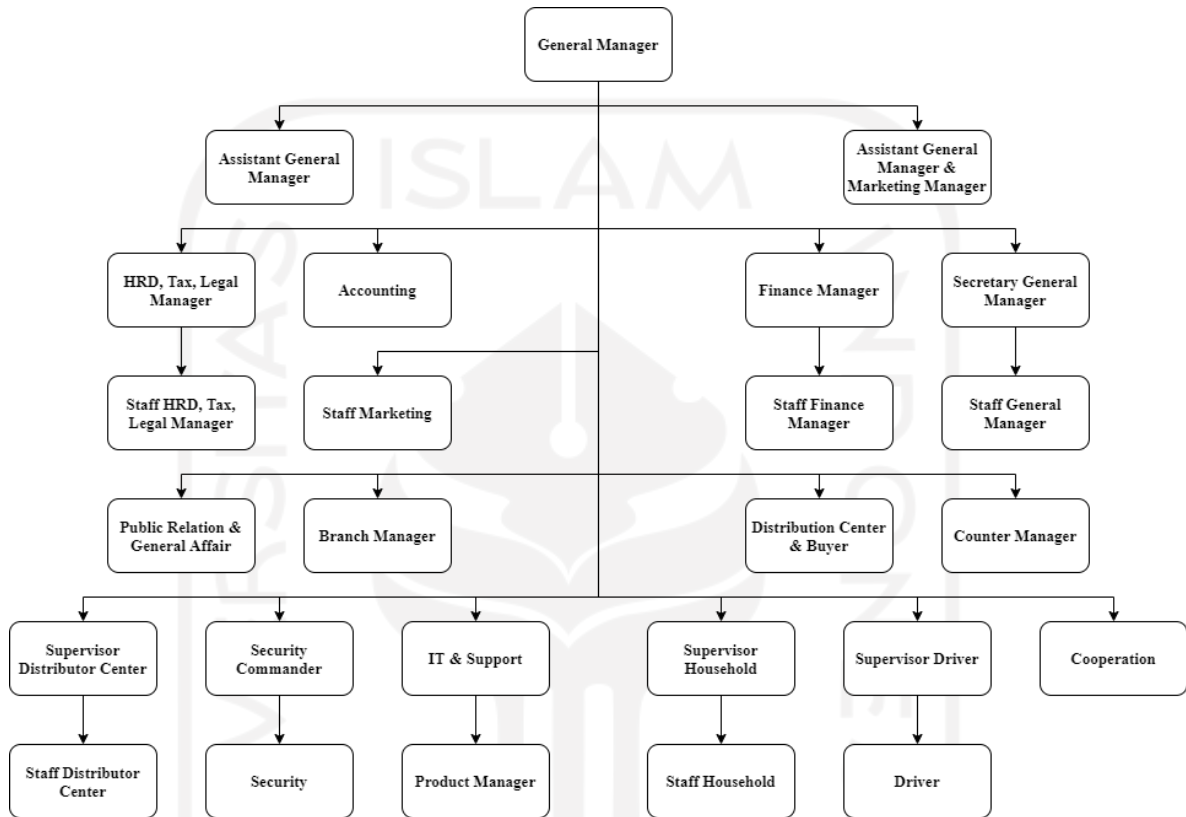 General Manager
Assistant General
Manager
Assistant General
Manager &
Marketing Manager
HRD, Tax, Legal
Manager
Accounting
Finance Manager
Secretary General
Manager
Staff HRD, Tax,
Legal Manager
Staff Marketing
Staff Finance
Manager
Staff General
Manager
Public Relation &
General Affair
Branch Manager
Distribution Center
& Buyer
Counter Manager
Supervisor
Distributor Center
Security
Commander
IT & Support
Supervisor
Household
Supervisor Driver
Cooperation
Staff Distributor
Center
Security
Product Manager
Staff Household
Driver
ISLAM